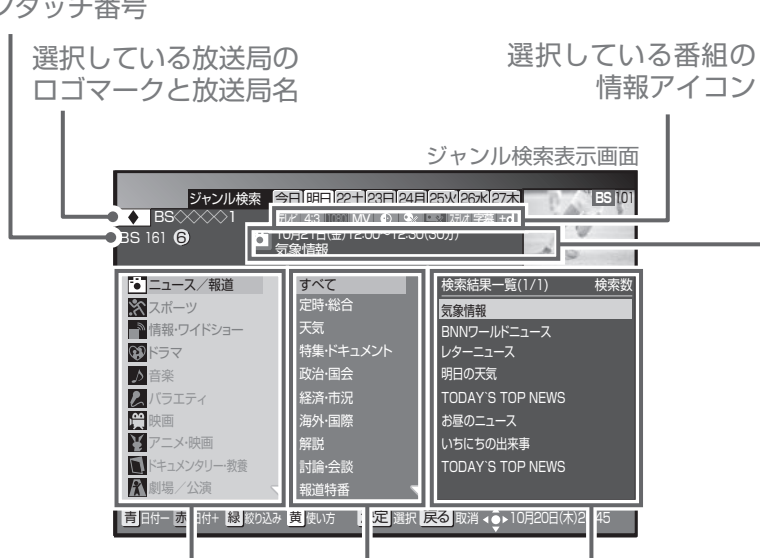 タッチ番号
選択している放送局の
ロゴマークと放送局名
選択している番組の
情報アイコン
ジャンル検索表示画面
ジャンル検索 今日 明日 22土 23日 24月 25火 26水 27木
BS 101
BS◇◇◇◇1
テレビ 4:3 MV 字幕 +d
BS 161 ⑥
10月21日(金)12:00~12:30(30分)
気象情報
ニュース/報道
スポーツ
情報・ワイドショー
ドラマ
音楽
バラエティ
映画
アニメ・映画
ドキュメンタリー・教養
劇場/公演
すべて
定時・総合
天気
特集・ドキュメント
政治・国会
経済・市況
海外・国際
解説
討論・会談
報道特番
検索結果一覧(1/1) 検索数
気象情報
BNNワールドニュース
レターニュース
明日の天気
TODAY`S TOP NEWS
お昼のニュース
いちにちの出来事
TODAY`S TOP NEWS
青 日付ー 赤 日付+ 緑 絞り込み 黄 使い方 定 選択 戻る 取消 10月20日(木)2 45